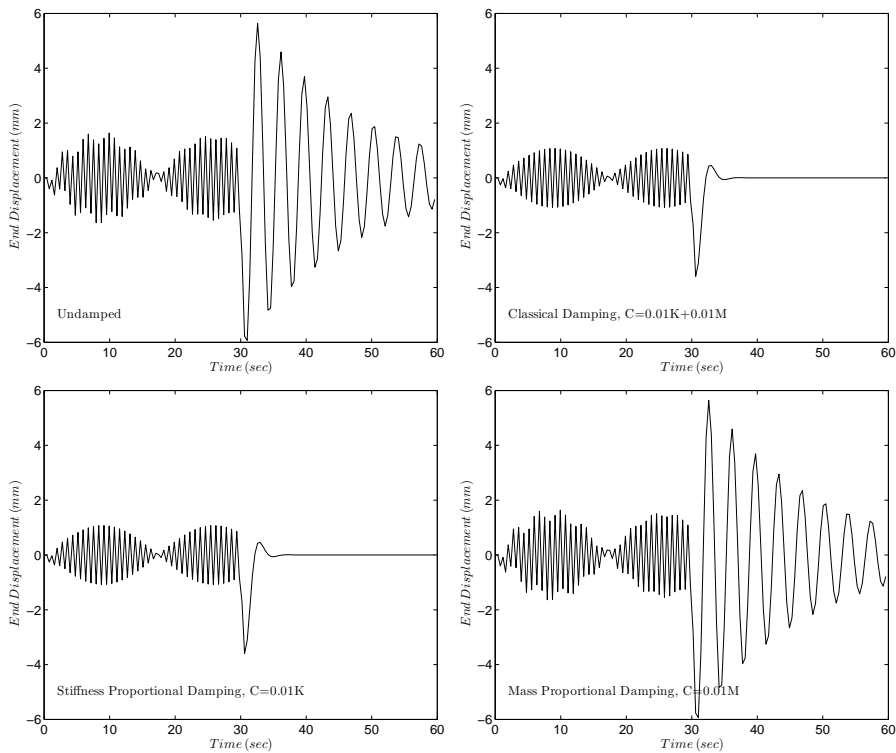 6
4
2
0
−2
−4
−6
0 10 20 30 40 50 60
End Displacement (mm)
Time (sec)
Undamped
6
4
2
0
−2
−4
−6
0 10 20 30 40 50 60
End Displacement (mm)
Time (sec)
Classical Damping, C=0.01K+0.01M
6
4
2
0
−2
−4
−6
0 10 20 30 40 50 60
End Displacement (mm)
Time (sec)
Stiffness Proportional Damping, C=0.01K
6
4
2
0
−2
−4
−6
0 10 20 30 40 50 60
End Displacement (mm)
Time (sec)
Mass Proportional Damping, C=0.01M